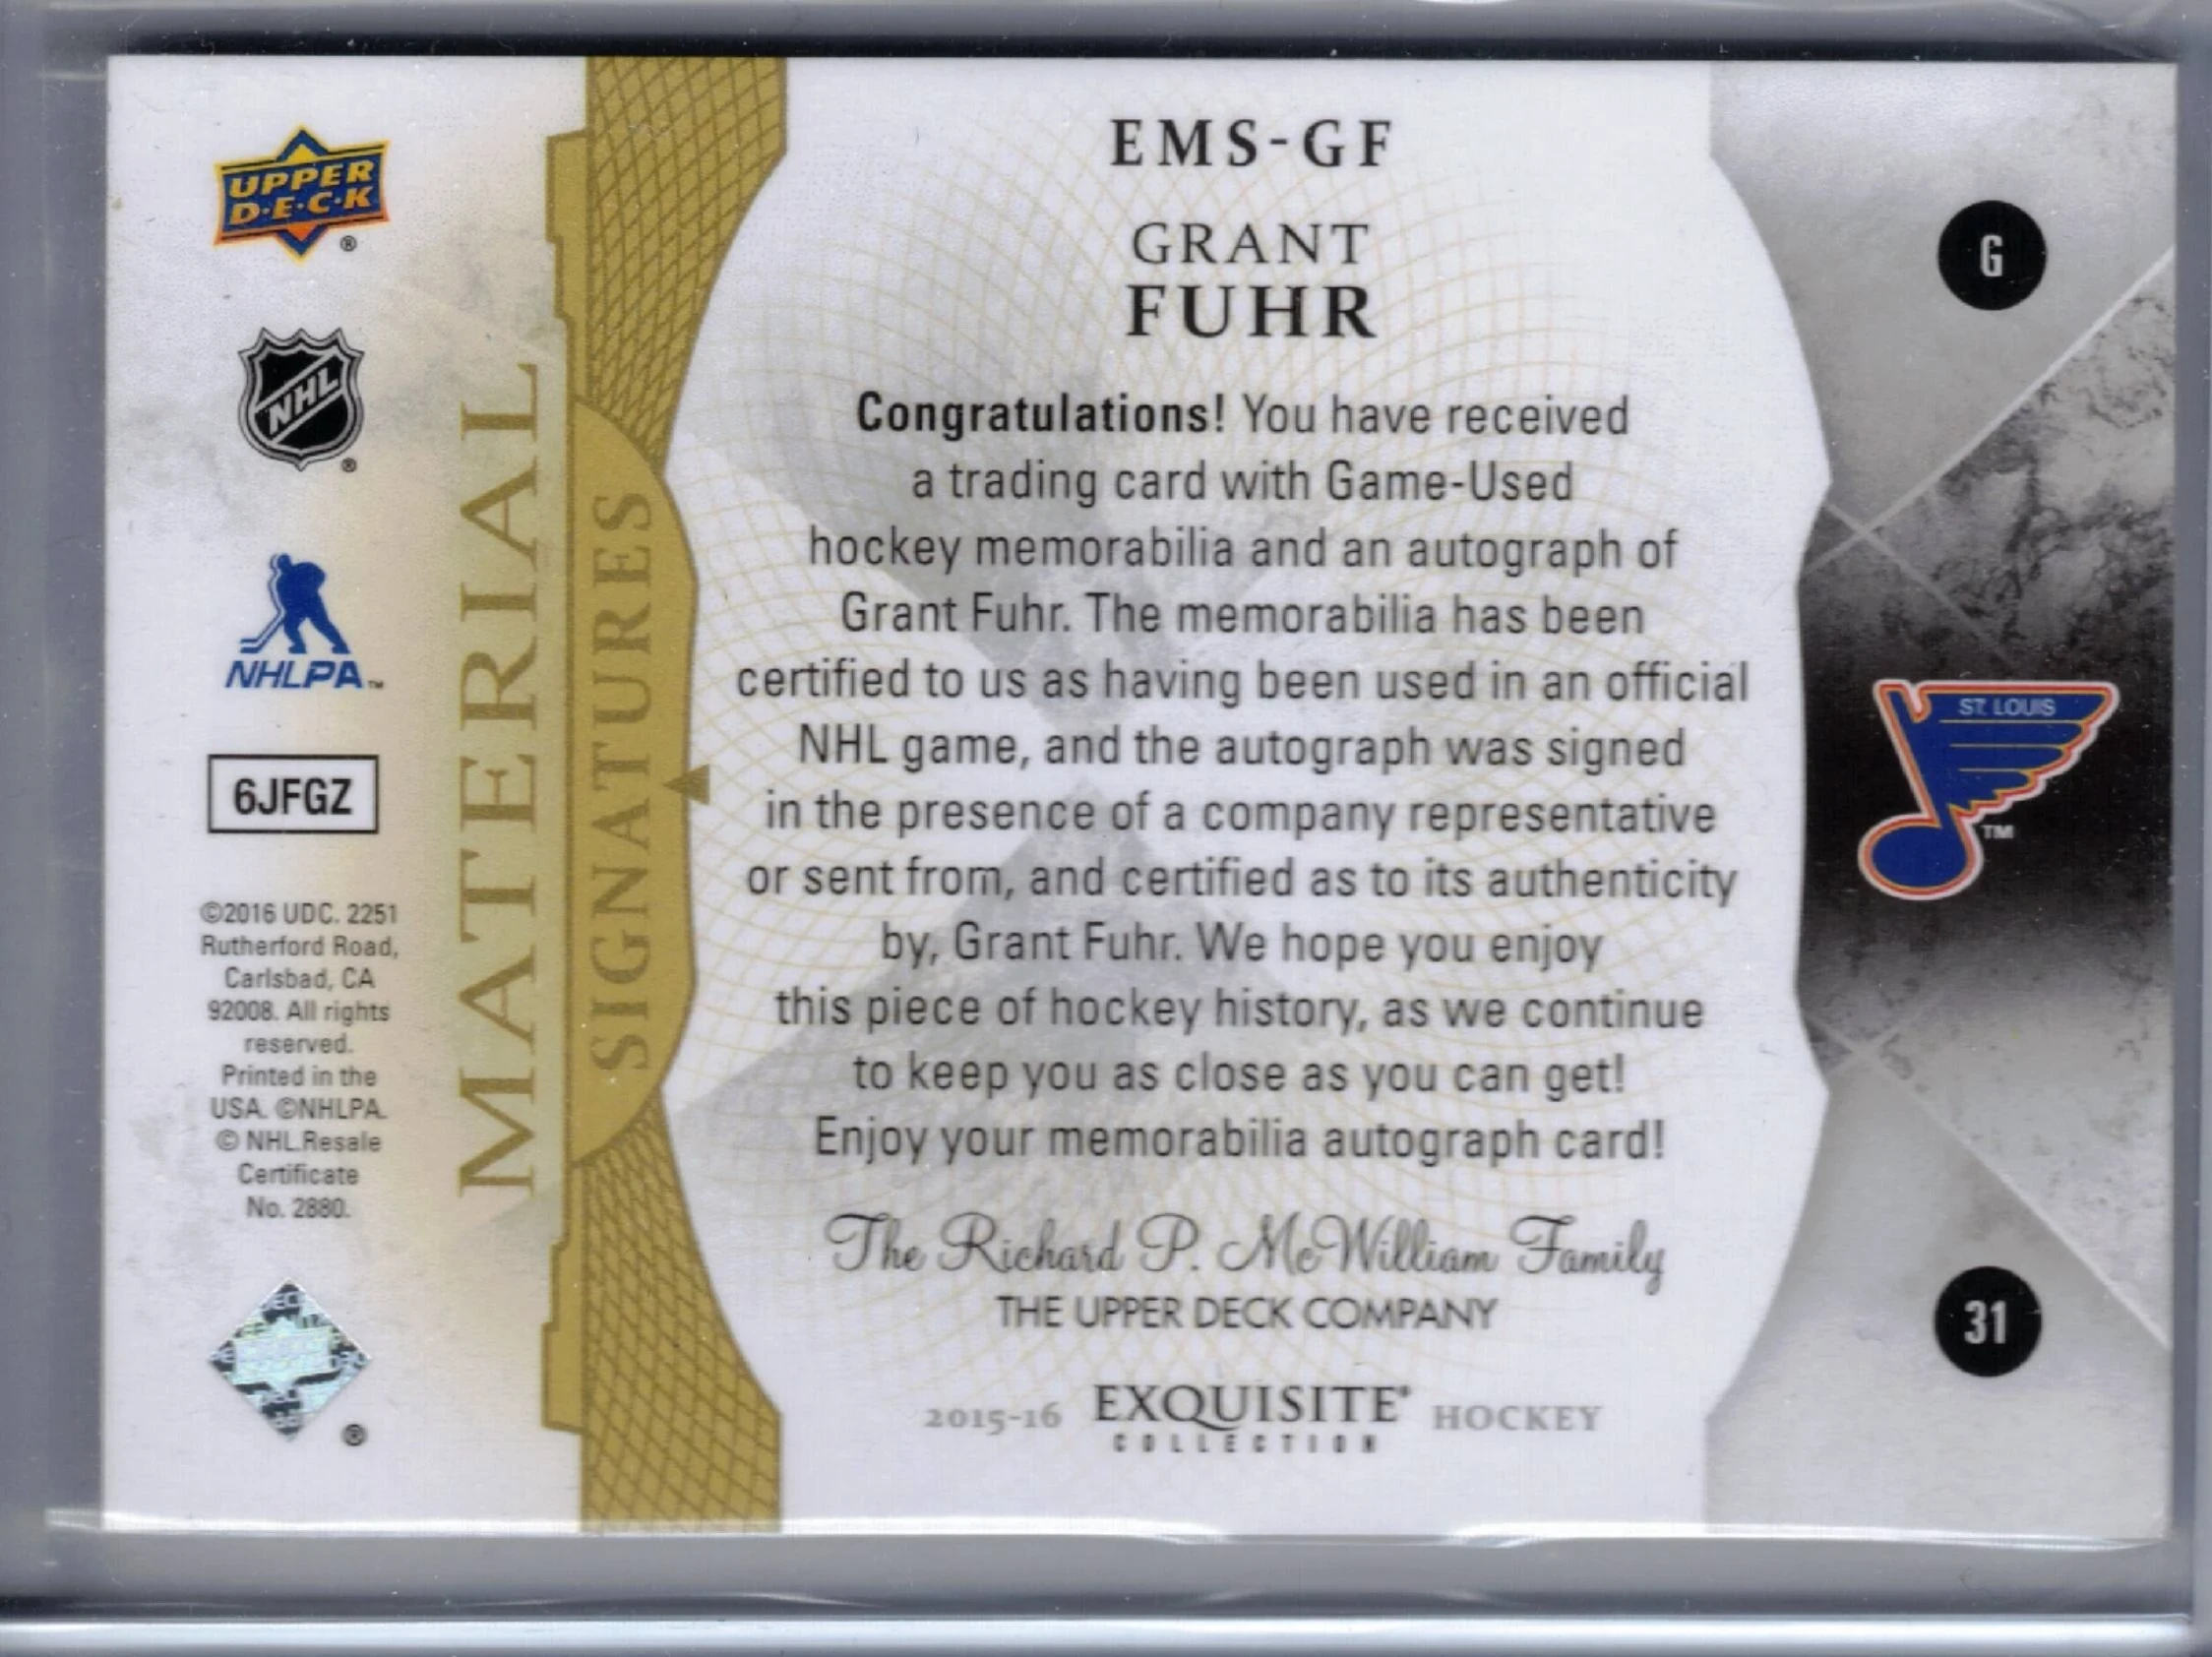 UPPER
D·E·C·K
®
NHL
®
NHLPA™
6JFGZ
©2016 UDC. 2251
Rutherford Road,
Carlsbad, CA
92008. All rights
reserved.
Printed in the
USA. ©NHLPA.
© NHL.Resale
Certificate
No. 2880.
®
MATERIAL
SIGNATURES
EMS-GF
GRANT
FUHR
Congratulations! You have received
a trading card with Game-Used
hockey memorabilia and an autograph of
Grant Fuhr. The memorabilia has been
certified to us as having been used in an official
NHL game, and the autograph was signed
in the presence of a company representative
or sent from, and certified as to its authenticity
by, Grant Fuhr. We hope you enjoy
this piece of hockey history, as we continue
to keep you as close as you can get!
Enjoy your memorabilia autograph card!
The Richard P. McWilliam Family
THE UPPER DECK COMPANY
2015-16 EXQUISITE® HOCKEY
COLLECTION
G
ST. LOUIS
TM
31